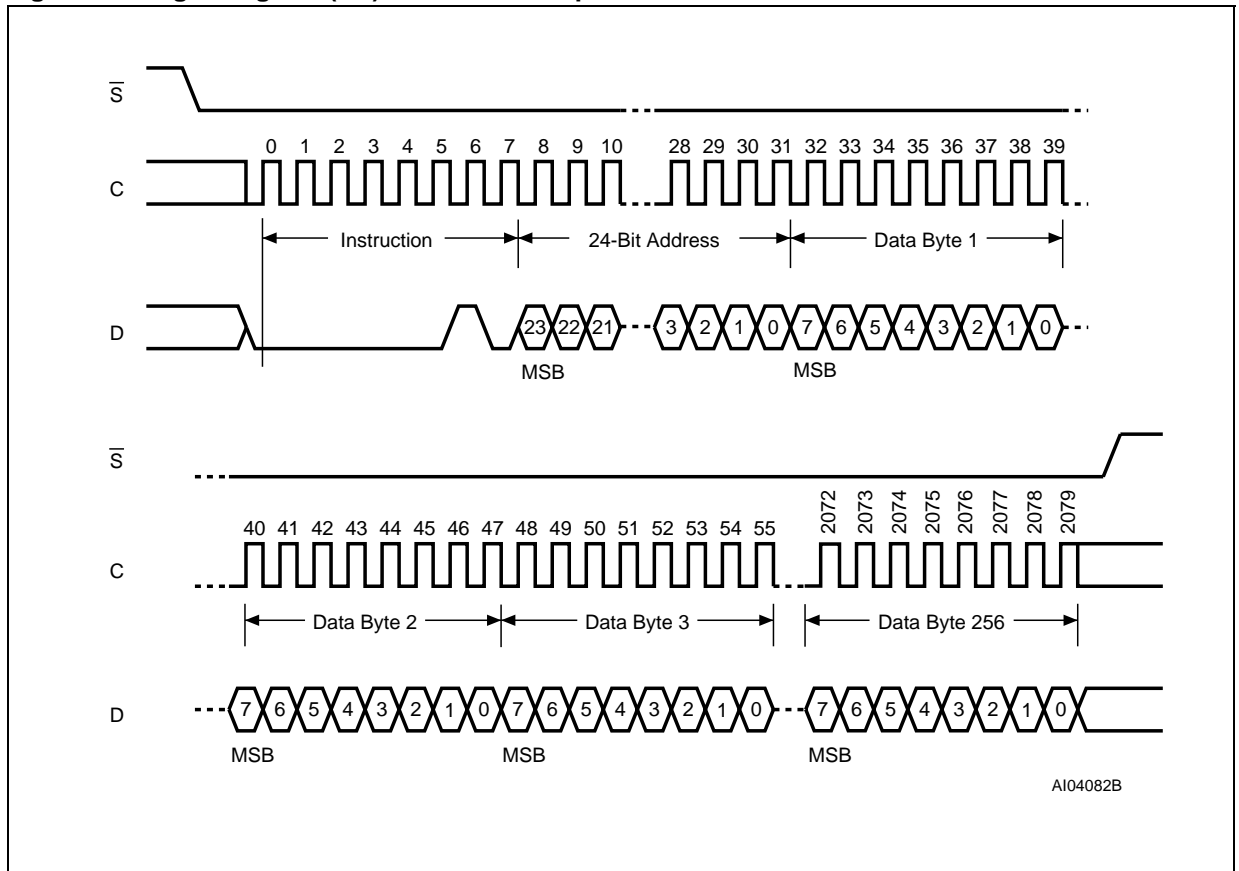 S
0 1 2 3 4 5 6 7 8 9 10 28 29 30 31 32 33 34 35 36 37 38 39
C
Instruction 24-Bit Address Data Byte 1
D 23 22 21 3 2 1 0 7 6 5 4 3 2 1 0
MSB MSB
S
40 41 42 43 44 45 46 47 48 49 50 51 52 53 54 55 2072 2073 2074 2075 2076 2077 2078 2079
C
Data Byte 2 Data Byte 3 Data Byte 256
D 7 6 5 4 3 2 1 0 7 6 5 4 3 2 1 0 7 6 5 4 3 2 1 0
MSB MSB MSB
AI04082B